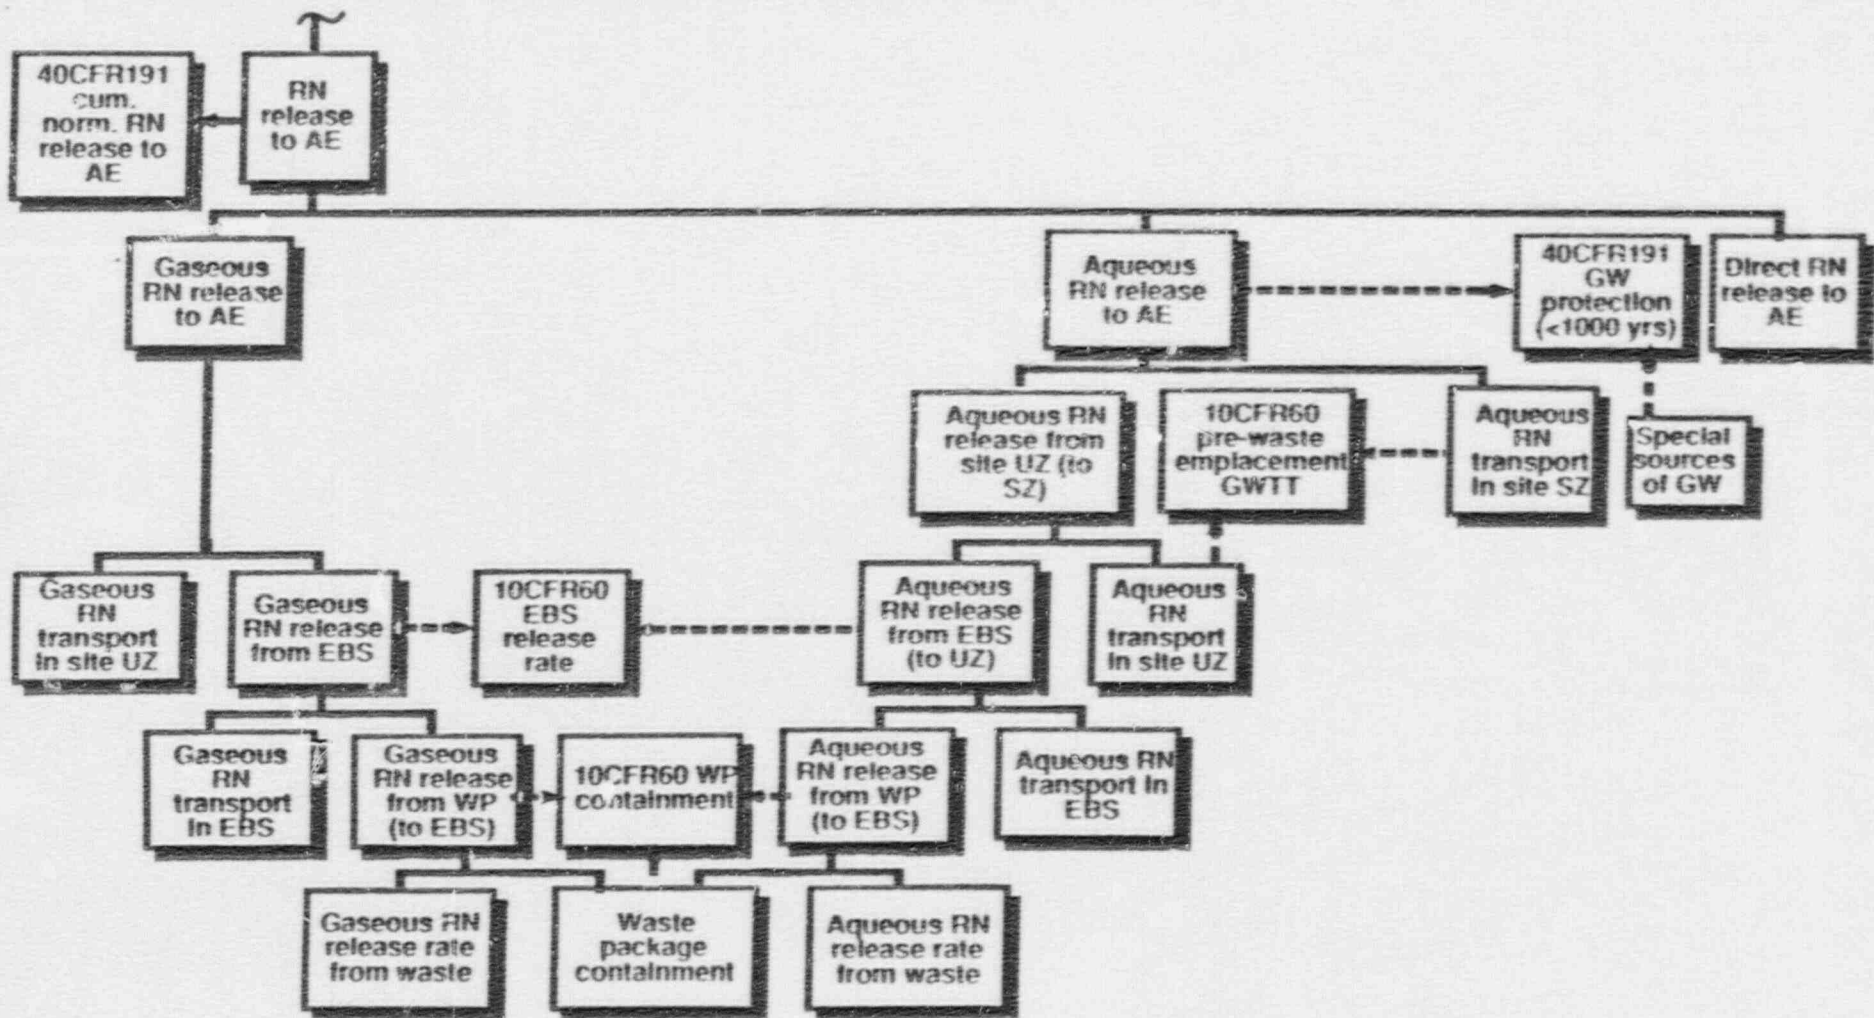 40CFR191
cum.
norm. RN
release to
AE
RN
release
to AE
Gaseous
RN release
to AE
Aqueous
RN release
to AE
40CFR191
GW
protection
(<1000 yrs)
Direct RN
release to
AE
Aqueous RN
release from
site UZ (to
SZ)
10CFR60
pre-waste
emplacement
GWTT
Aqueous
RN
transport
in site SZ
Special
sources
of GW
Gaseous
RN
transport
in site UZ
Gaseous
RN release
from EBS
10CFR60
EBS
release
rate
Aqueous
RN release
from EBS
(to UZ)
Aqueous
RN
transport
in site UZ
Gaseous
RN
transport
in EBS
Gaseous
RN release
from WP
(to EBS)
10CFR60 WP
containment
Aqueous
RN release
from WP
(to EBS)
Aqueous RN
transport in
EBS
Gaseous RN
release rate
from waste
Waste
package
containment
Aqueous RN
release rate
from waste